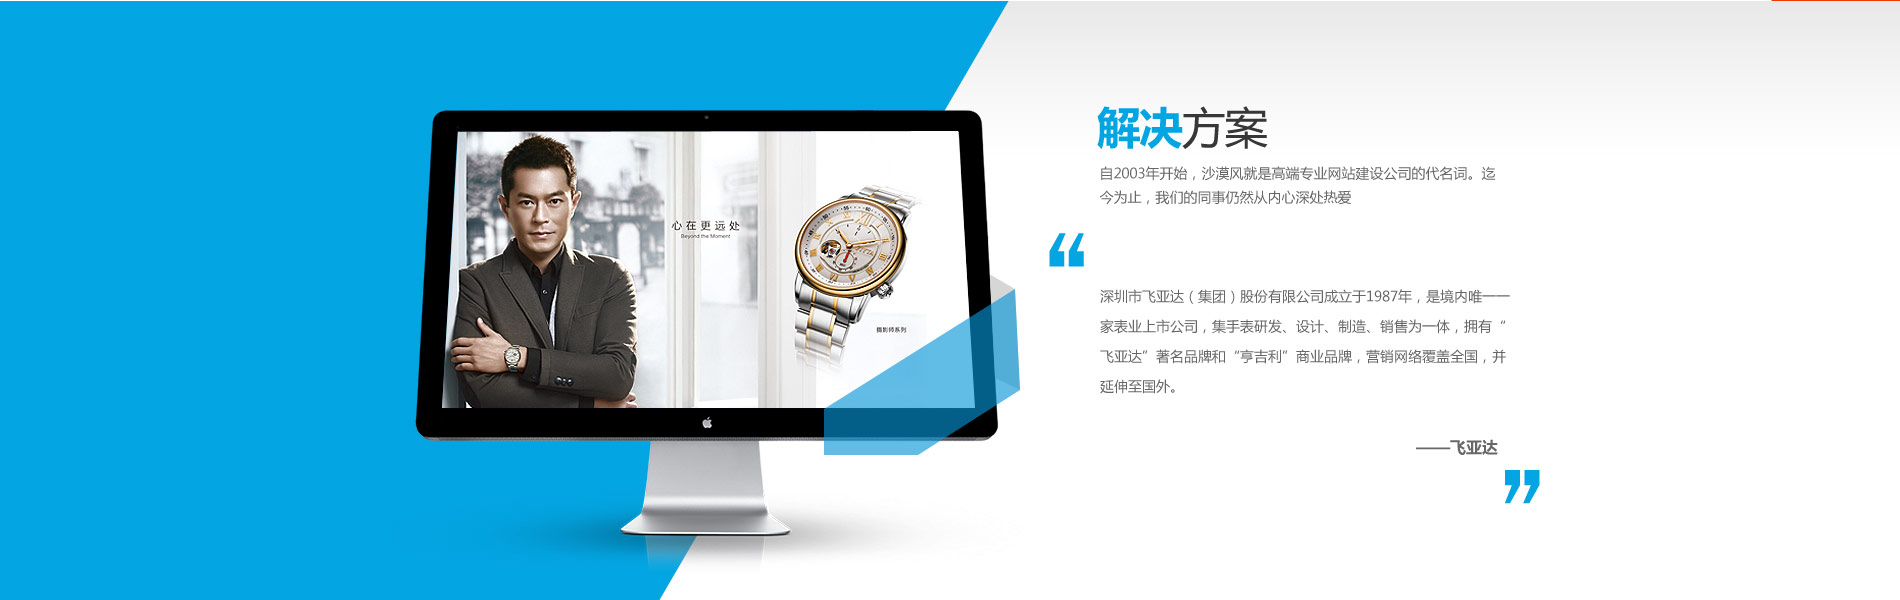 解决方案
自2003年开始，沙漠风就是高端专业网站建设公司的代名词。迄
今为止，我们的同事仍然从内心深处热爱
心在更远处
Beyond the Moment
摄影师系列
“
深圳市飞亚达（集团）股份有限公司成立于1987年，是境内唯一一
家表业上市公司，集手表研发、设计、制造、销售为一体，拥有“
飞亚达”著名品牌和“亨吉利”商业品牌，营销网络覆盖全国，并
延伸至国外。
——飞亚达
”